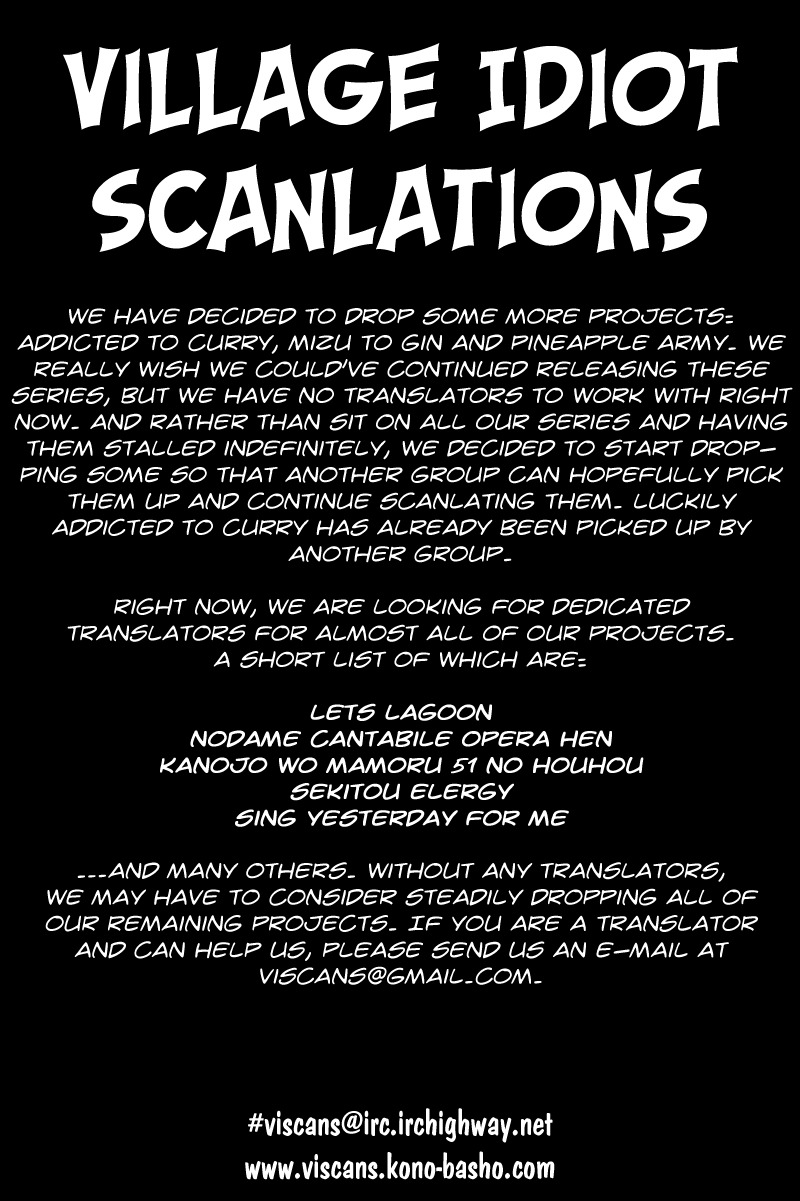 VILLAGE IDIOT
SCANLATIONS
WE HAVE DECIDED TO DROP SOME MORE PROJECTS:
ADDICTED TO CURRY, MIZU TO GIN AND PINEAPPLE ARMY. WE
REALLY WISH WE COULD'VE CONTINUED RELEASING THESE
SERIES, BUT WE HAVE NO TRANSLATORS TO WORK WITH RIGHT
NOW. AND RATHER THAN SIT ON ALL OUR SERIES AND HAVING
THEM STALLED INDEFINITELY, WE DECIDED TO START DROP-
PING SOME SO THAT ANOTHER GROUP CAN HOPEFULLY PICK
THEM UP AND CONTINUE SCANLATING THEM. LUCKILY
ADDICTED TO CURRY HAS ALREADY BEEN PICKED UP BY
ANOTHER GROUP.
RIGHT NOW, WE ARE LOOKING FOR DEDICATED
TRANSLATORS FOR ALMOST ALL OF OUR PROJECTS.
A SHORT LIST OF WHICH ARE:
LETS LAGOON
NODAME CANTABILE OPERA HEN
KANOJO WO MAMORU 51 NO HOUHOU
SEKITOU ELERGY
SING YESTERDAY FOR ME
...AND MANY OTHERS. WITHOUT ANY TRANSLATORS,
WE MAY HAVE TO CONSIDER STEADILY DROPPING ALL OF
OUR REMAINING PROJECTS. IF YOU ARE A TRANSLATOR
AND CAN HELP US, PLEASE SEND US AN E-MAIL AT
VISCANS@GMAIL.COM.
#viscans@irc.irchighway.net
www.viscans.kono-basho.com